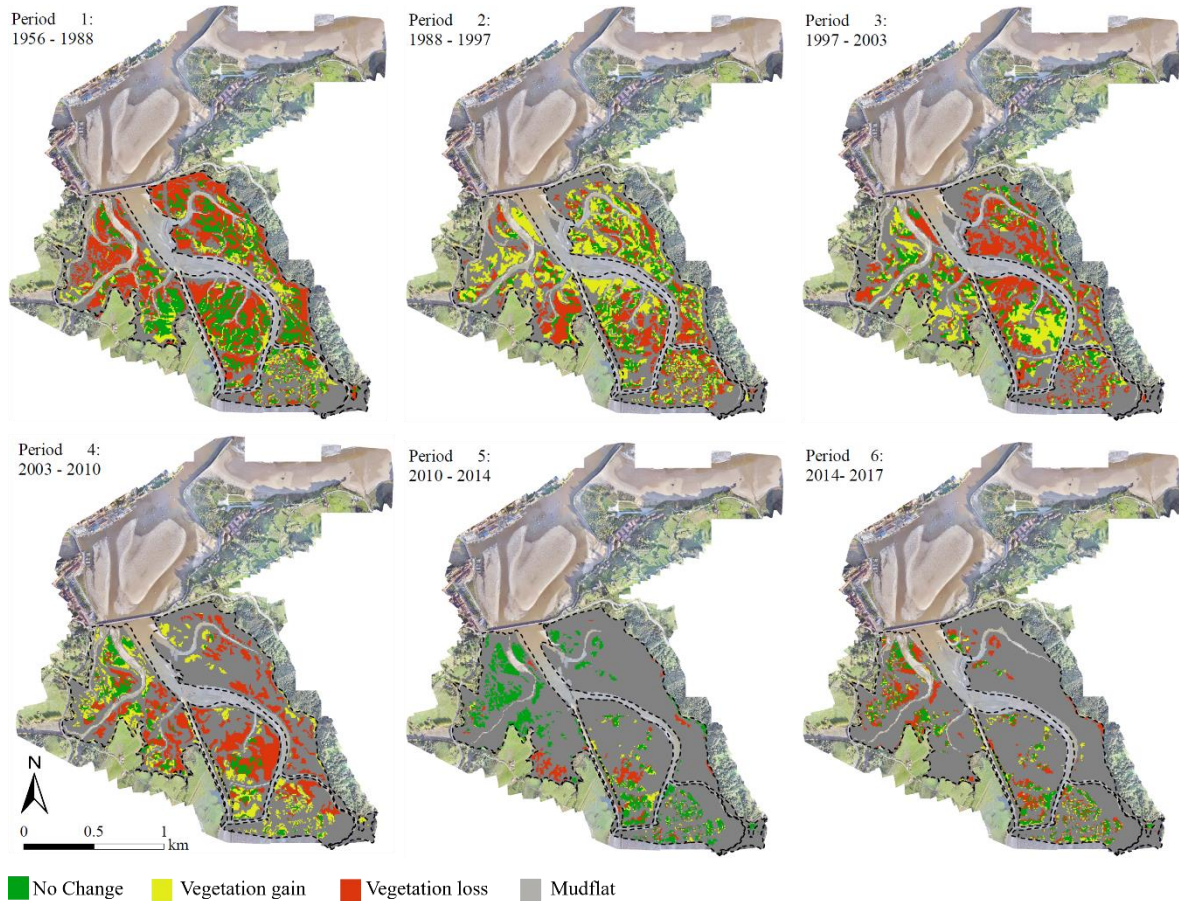 Period 1:
1956 - 1988
Period 2:
1988 - 1997
Period 3:
1997 - 2003
Period 4:
2003 - 2010
Period 5:
2010 - 2014
Period 6:
2014- 2017
N
0 0.5 1
km
No Change Vegetation gain Vegetation loss Mudflat